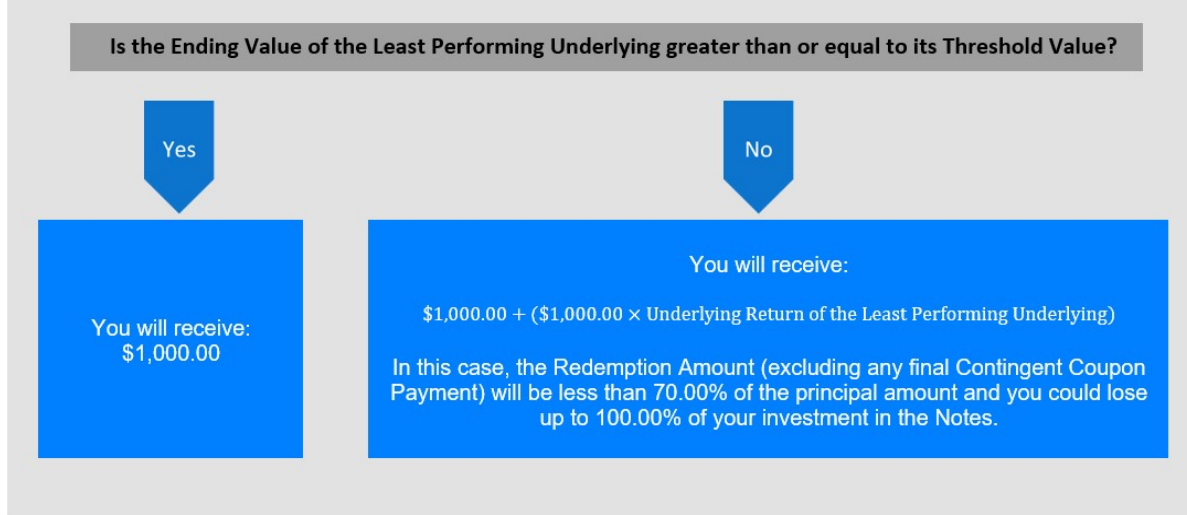 Is the Ending Value of the Least Performing Underlying greater than or equal to its Threshold Value?
Yes
No
You will receive:
$1,000.00
You will receive:
$1,000.00 + ($1,000.00 × Underlying Return of the Least Performing Underlying)
In this case, the Redemption Amount (excluding any final Contingent Coupon
Payment) will be less than 70.00% of the principal amount and you could lose
up to 100.00% of your investment in the Notes.